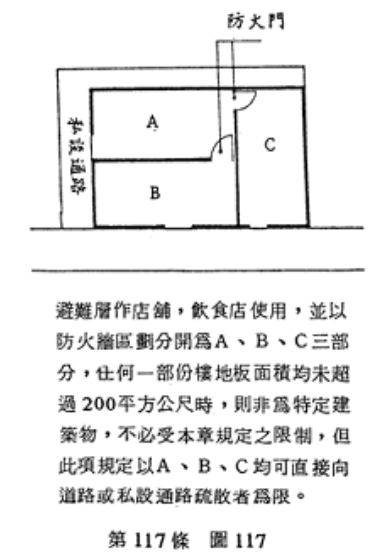 防火門
A
C
私設通路
B
避難層作店舖，飲食店使用，並以
防火牆區劃分開爲A、B、C三部
分，任何一部份樓地板面積均未超
過200平方公尺時，則非爲特定建
築物，不必受本章規定之限制，但
此項規定以A、B、C均可直接向
道路或私設通路疏散者爲限。
第117條 圖117